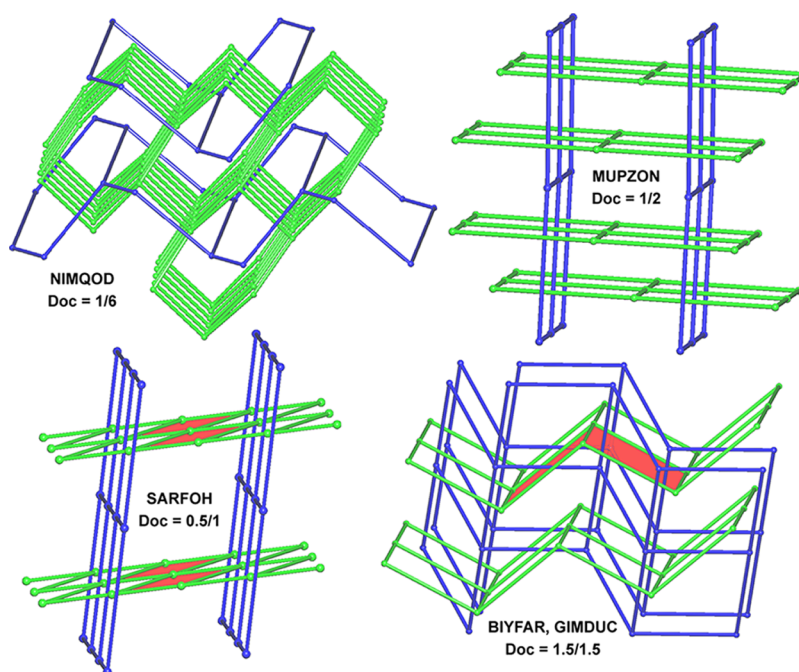 NIMQOD
Doc = 1/6
MUPZON
Doc = 1/2
SARFOH
Doc = 0.5/1
BIYFAR, GIMDUC
Doc = 1.5/1.5